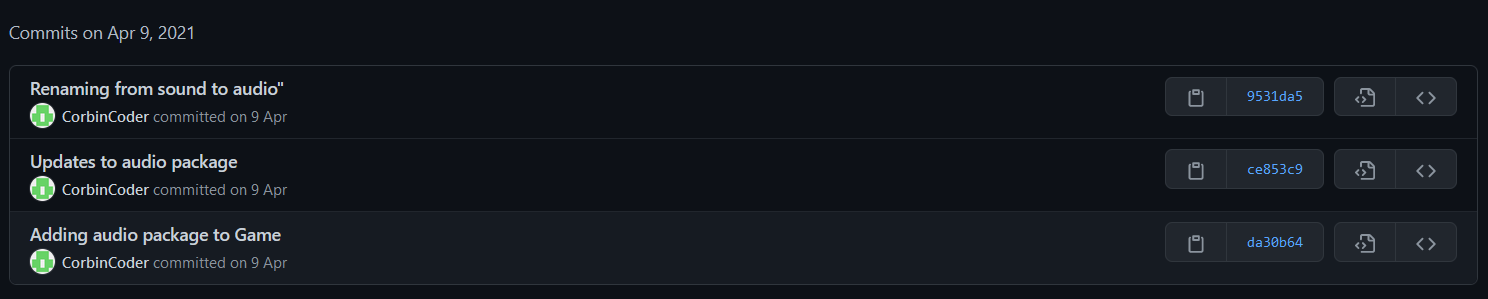 Commits on Apr 9, 2021
Renaming from sound to audio"
CorbinCoder committed on 9 Apr
9531da5
Updates to audio package
CorbinCoder committed on 9 Apr
ce853c9
Adding audio package to Game
CorbinCoder committed on 9 Apr
da30b64